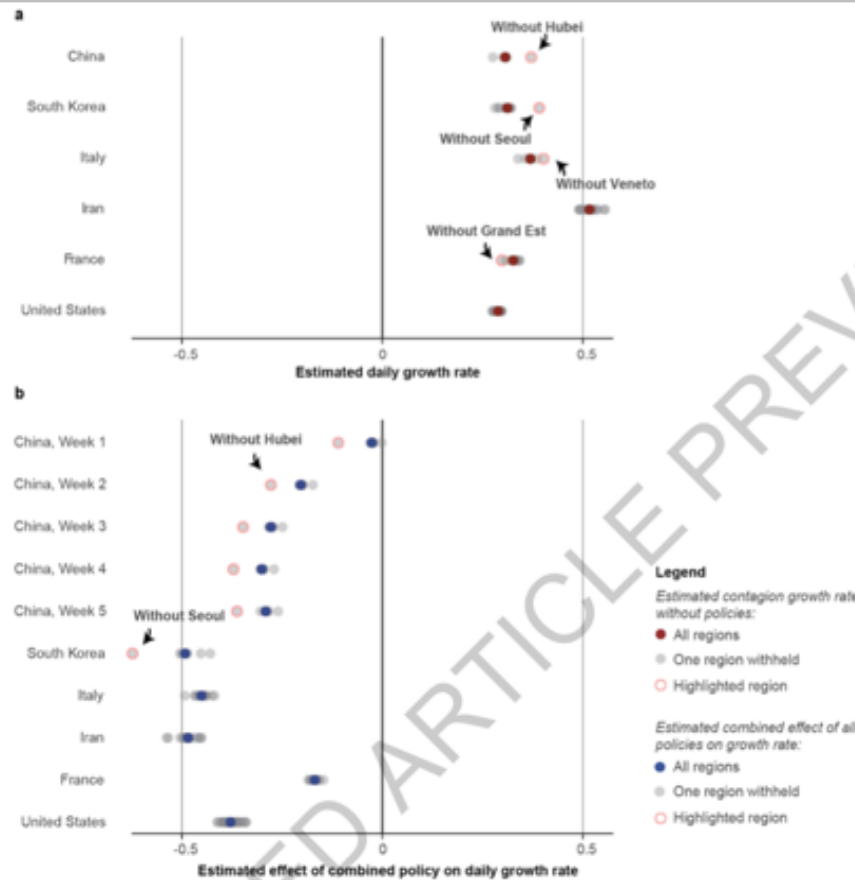 a
Without Hubei
China
South Korea
Without Seoul
Italy
Without Veneto
Iran
Without Grand Est
France
United States
-0.5 0 0.5
Estimated daily growth rate
b
China, Week 1
Without Hubei
China, Week 2
China, Week 3
China, Week 4
China, Week 5
Without Seoul
South Korea
Italy
Iran
France
United States
-0.5 0 0.5
Estimated effect of combined policy on daily growth rate
Legend
Estimated contagion growth rate
without policies:
All regions
One region withheld
Highlighted region
Estimated combined effect of all
policies on growth rate:
All regions
One region withheld
Highlighted region
ED ARTICLE PREV